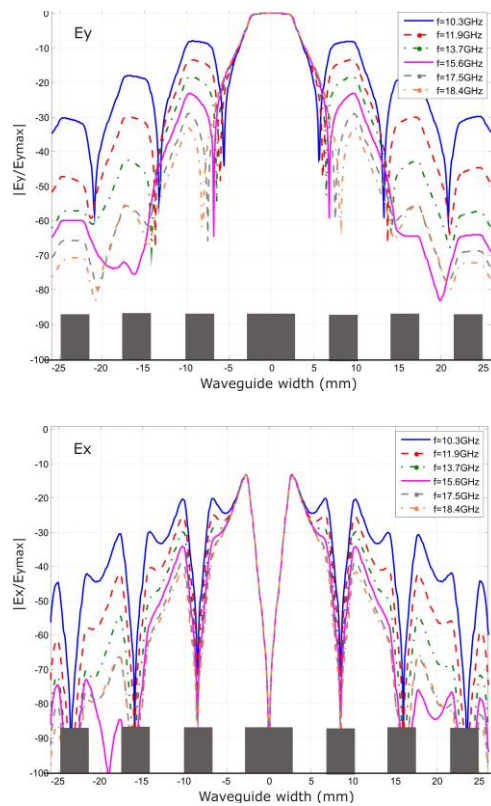 Ey
f=10.3GHz
f=11.9GHz
f=13.7GHz
f=15.6GHz
f=17.5GHz
f=18.4GHz
|Ey/Eymax|
0
-10
-20
-30
-40
-50
-60
-70
-80
-90
-100
-25 -20 -15 -10 -5 0 5 10 15 20 25
Waveguide width (mm)
Ex
f=10.3GHz
f=11.9GHz
f=13.7GHz
f=15.6GHz
f=17.5GHz
f=18.4GHz
|Ex/Eymax|
0
-10
-20
-30
-40
-50
-60
-70
-80
-90
-100
-25 -20 -15 -10 -5 0 5 10 15 20 25
Waveguide width (mm)